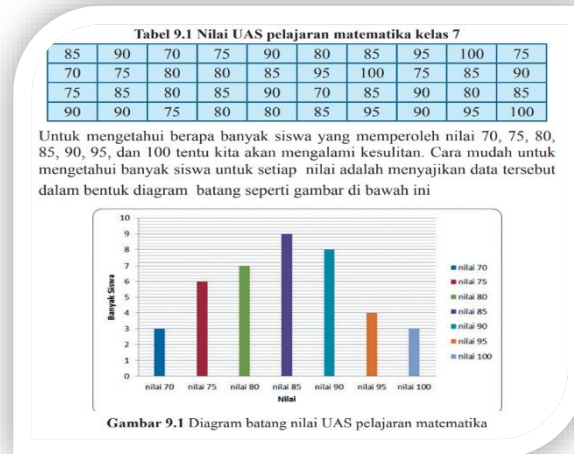 Tabel 9.1 Nilai UAS pelajaran matematika kelas 7
85 90 70 75 90 80 85 95 100 75
70 75 80 80 85 95 100 75 85 90
75 85 80 85 90 70 85 90 80 85
90 90 75 80 80 85 95 90 95 100
Untuk mengetahui berapa banyak siswa yang memperoleh nilai 70, 75, 80,
85, 90, 95, dan 100 tentu kita akan mengalami kesulitan. Cara mudah untuk
mengetahui banyak siswa untuk setiap nilai adalah menyajikan data tersebut
dalam bentuk diagram batang seperti gambar di bawah ini
10
9
8
7
6
5
4
3
2
1
0
Banyak Siswa
nilai 70 nilai 75 nilai 80 nilai 85 nilai 90 nilai 95 nilai 100
Nilai
nilai 70
nilai 75
nilai 80
nilai 85
nilai 90
nilai 95
nilai 100
Gambar 9.1 Diagram batang nilai UAS pelajaran matematika